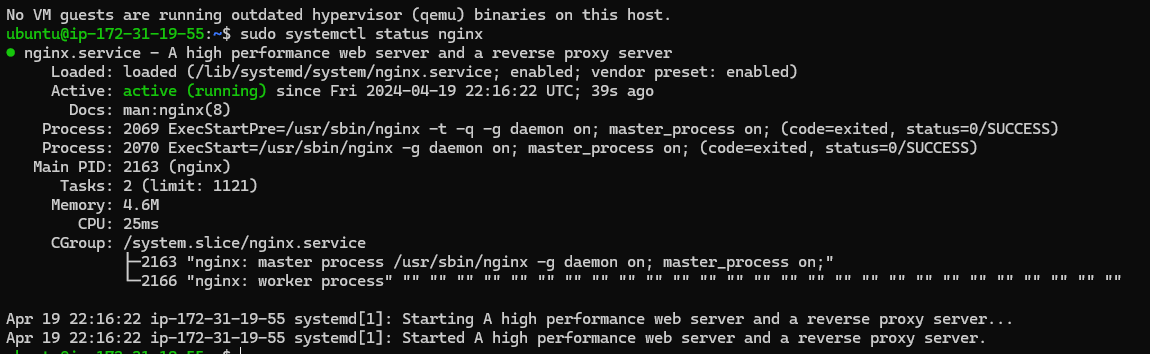 No VM guests are running outdated hypervisor (qemu) binaries on this host.
ubuntu@ip-172-31-19-55:~$ sudo systemctl status nginx
● nginx.service - A high performance web server and a reverse proxy server
     Loaded: loaded (/lib/systemd/system/nginx.service; enabled; vendor preset: enabled)
     Active: active (running) since Fri 2024-04-19 22:16:22 UTC; 39s ago
       Docs: man:nginx(8)
    Process: 2069 ExecStartPre=/usr/sbin/nginx -t -q -g daemon on; master_process on; (code=exited, status=0/SUCCESS)
    Process: 2070 ExecStart=/usr/sbin/nginx -g daemon on; master_process on; (code=exited, status=0/SUCCESS)
   Main PID: 2163 (nginx)
      Tasks: 2 (limit: 1121)
     Memory: 4.6M
        CPU: 25ms
     CGroup: /system.slice/nginx.service
             ├─2163 "nginx: master process /usr/sbin/nginx -g daemon on; master_process on;"
             └─2166 "nginx: worker process" "" "" "" "" "" "" "" "" "" "" "" "" "" "" "" "" "" "" "" "" "" "" "" "" "" "" ""

Apr 19 22:16:22 ip-172-31-19-55 systemd[1]: Starting A high performance web server and a reverse proxy server...
Apr 19 22:16:22 ip-172-31-19-55 systemd[1]: Started A high performance web server and a reverse proxy server.
ubuntu@ip-172-31-19-55:~$